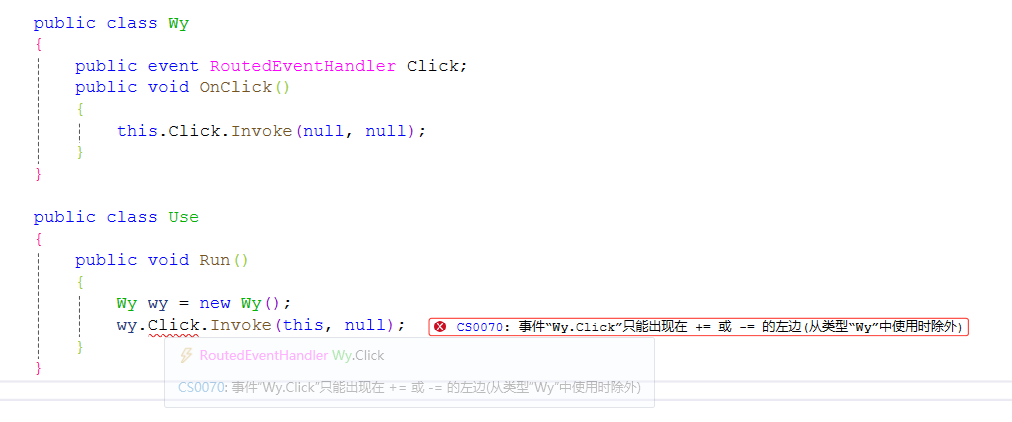 public class Wy
{
public event RoutedEventHandler Click;
public void OnClick()
{
this.Click.Invoke(null, null);
}
}
public class Use
{
public void Run()
{
Wy wy = new Wy();
wy.Click.Invoke(this, null); CS0070: 事件“Wy.Click”只能出现在 += 或 -= 的左边(从类型“Wy”中使用时除外)
}
RoutedEventHandler Wy.Click
}
CS0070: 事件“Wy.Click”只能出现在 += 或 -= 的左边(从类型“Wy”中使用时除外)